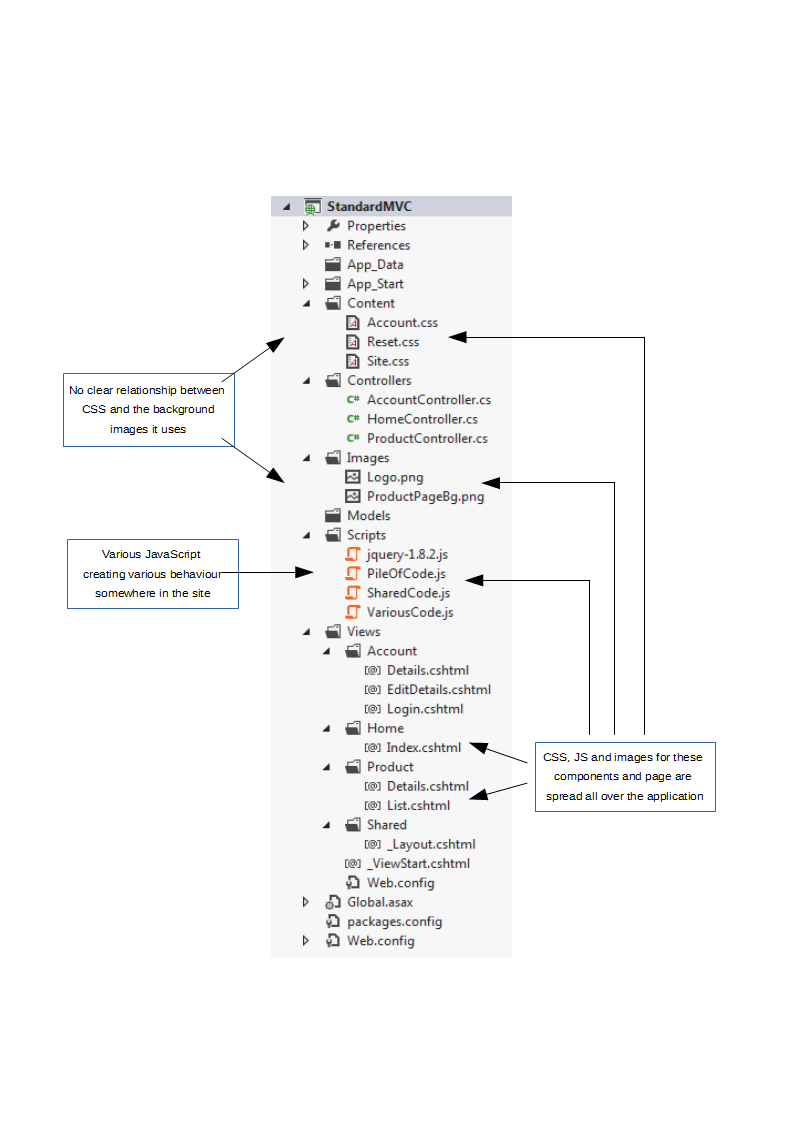 StandardMVC
Properties
References
App_Data
App_Start
Content
Account.css
Reset.css
Site.css
Controllers
AccountController.cs
HomeController.cs
ProductController.cs
Images
Logo.png
ProductPageBg.png
Models
Scripts
jquery-1.8.2.js
PileOfCode.js
SharedCode.js
VariousCode.js
Views
Account
[@] Details.cshtml
[@] EditDetails.cshtml
[@] Login.cshtml
Home
[@] Index.cshtml
Product
[@] Details.cshtml
[@] List.cshtml
Shared
[@] _Layout.cshtml
[@] _ViewStart.cshtml
Web.config
Global.asax
packages.config
Web.config
No clear relationship between
CSS and the background
images it uses
Various JavaScript
creating various behaviour
somewhere in the site
CSS, JS and images for these
components and page are
spread all over the application